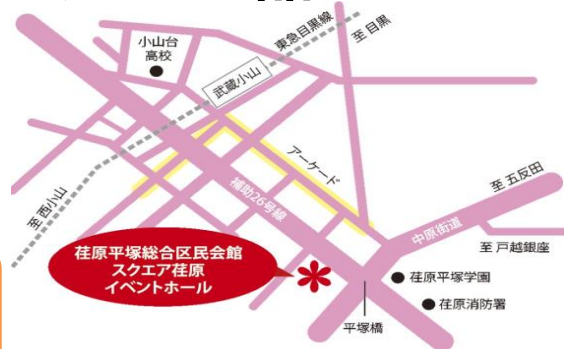 小山台
高校
東急目黒線
至目黒
武蔵小山
アーケード
補助26号線
至西小山
至五反田
中原街道
至戸越銀座
荏原平塚総合区民会館
スクエア荏原
イベントホール
荏原平塚学園
荏原消防署
平塚橋